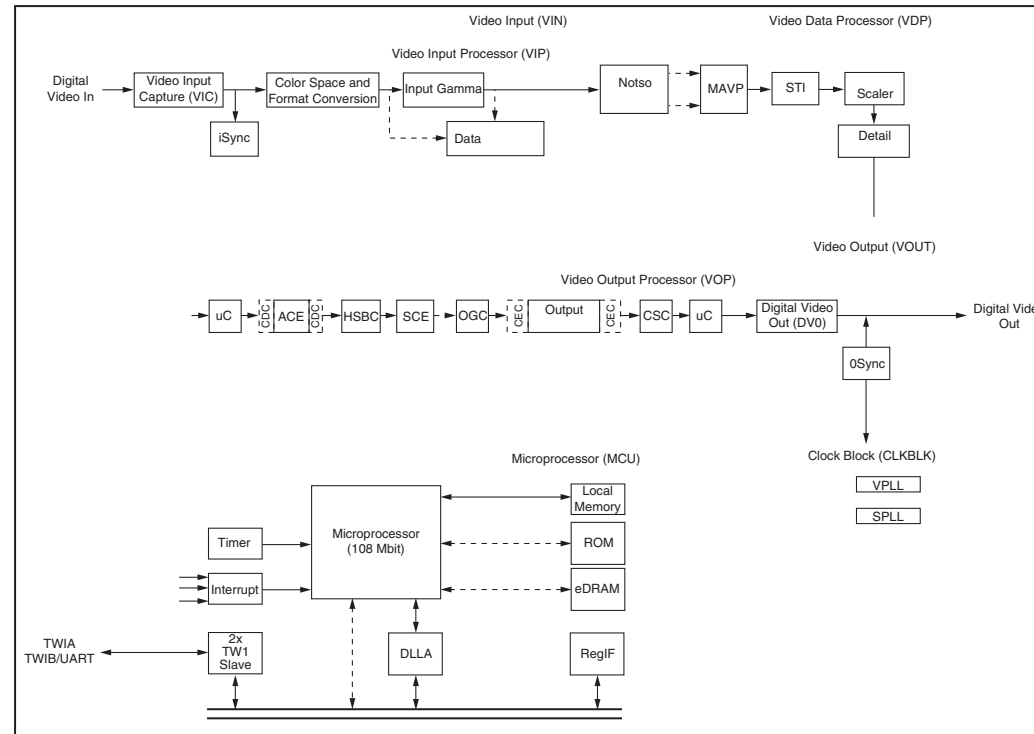 Video Input (VIN)
Video Data Processor (VDP)
Video Input Processor (VIP)
Digital
Video In
Video Input
Capture (VIC)
Color Space and
Format Conversion
Input Gamma
Notso
MAVP
STI
Scaler
iSync
Data
Detail
Video Output (VOUT)
Video Output Processor (VOP)
uC
CDC
ACE
CDC
HSBC
SCE
OGC
CEC
Output
CEC
CSC
uC
Digital Video
Out (DV0)
Digital Vide
Out
0Sync
Clock Block (CLKBLK)
VPLL
SPLL
Microprocessor (MCU)
Microprocessor
(108 Mbit)
Local
Memory
Timer
ROM
Interrupt
eDRAM
TWIA
TWIB/UART
2x
TW1
Slave
DLLA
RegIF